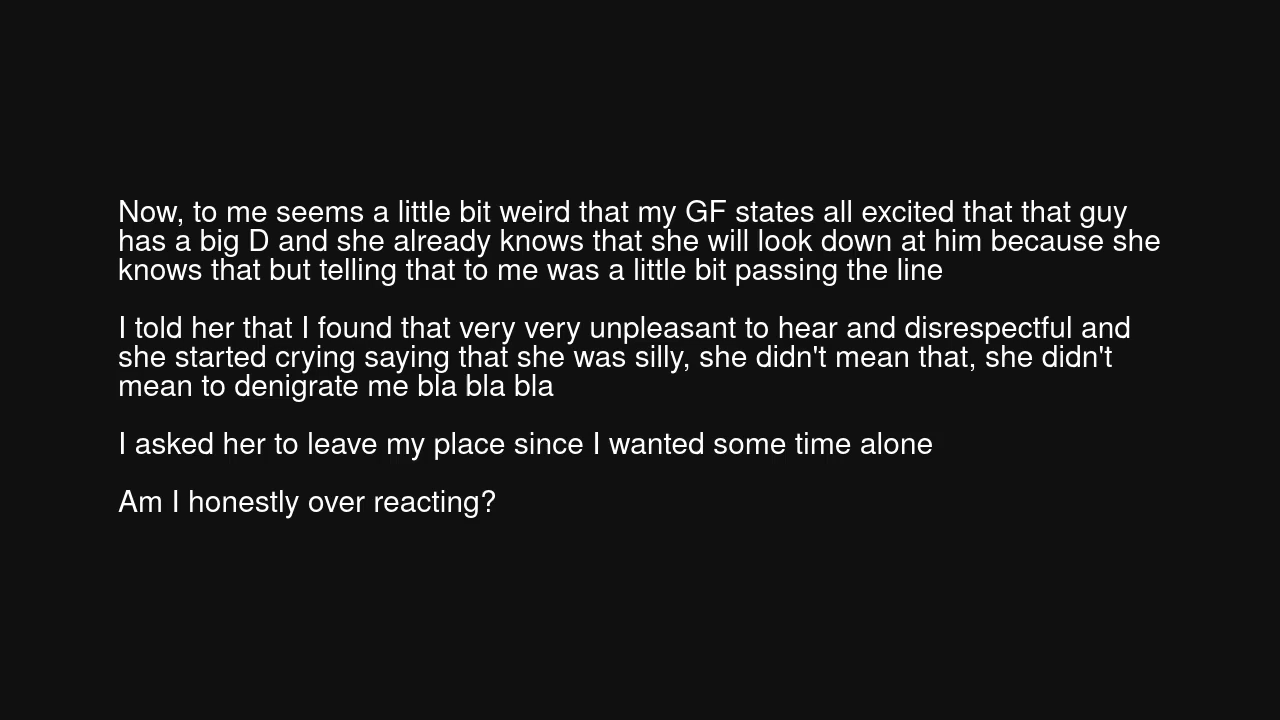 Now, to me seems a little bit weird that my GF states all excited that that guy
has a big D and she already knows that she will look down at him because she
knows that but telling that to me was a little bit passing the line
I told her that I found that very very unpleasant to hear and disrespectful and
she started crying saying that she was silly, she didn't mean that, she didn't
mean to denigrate me bla bla bla
I asked her to leave my place since I wanted some time alone
Am I honestly over reacting?